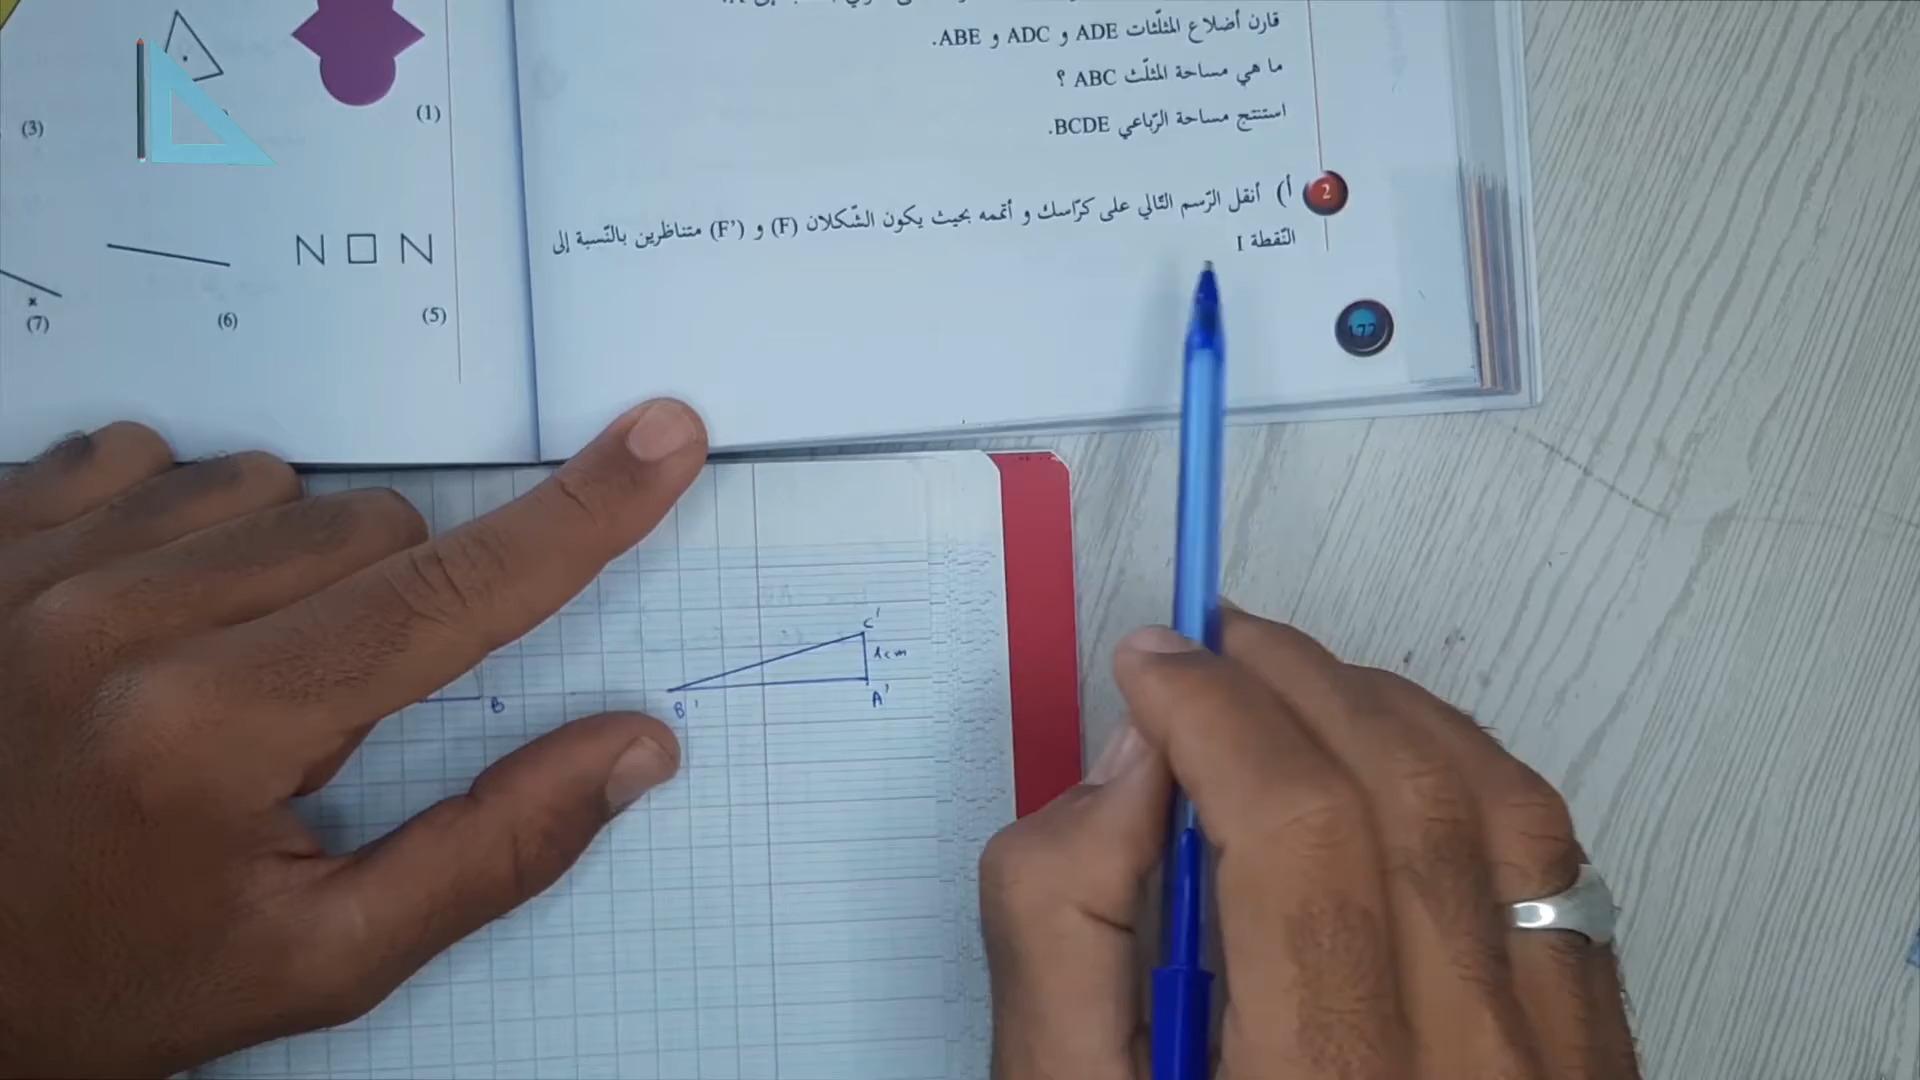 قارن أضلاع المثلّثات ADE و ADC و ABE.
ما هي مساحة المثلّث ABC ؟
استنتج مساحة الرّباعي BCDE.
2 أ) أنقل الرّسم التّالي على كرّاسك و أتممه بحيث يكون الشّكلان (F) و (F') متناظرين بالنّسبة إلى
النّقطة I
177
(1)
(3)
N □ N
(5)
(6)
(7)
C'
1cm
A'
B'
B